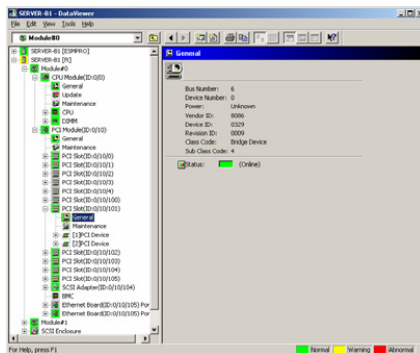 SERVER-B1 - DataViewer
File Edit View Tools Help
Module#0
SERVER-B1 [ESMPRO]
SERVER-B1 [ft]
Module#0
CPU Module(ID:0/0)
General
Update
Maintenance
CPU
DIMM
PCI Module(ID:0/10)
General
Maintenance
PCI Slot(ID:0/10/0)
PCI Slot(ID:0/10/1)
PCI Slot(ID:0/10/2)
PCI Slot(ID:0/10/3)
PCI Slot(ID:0/10/4)
PCI Slot(ID:0/10/100)
PCI Slot(ID:0/10/101)
General
Maintenance
[1]PCI Device
[2]PCI Device
PCI Slot(ID:0/10/102)
PCI Slot(ID:0/10/103)
PCI Slot(ID:0/10/104)
PCI Slot(ID:0/10/105)
SCSI Adapter(ID:0/10/104)
BMC
Ethernet Board(ID:0/10/105) Por
Ethernet Board(ID:0/10/105) Por
Module#1
SCSI Enclosure
General
Bus Number: 6
Device Number: 0
Power: Unknown
Vendor ID: 8086
Device ID: 0329
Revision ID: 0009
Class Code: Bridge Device
Sub Class Code: 4
Status: (Online)
For Help, press F1
Normal Warning Abnormal